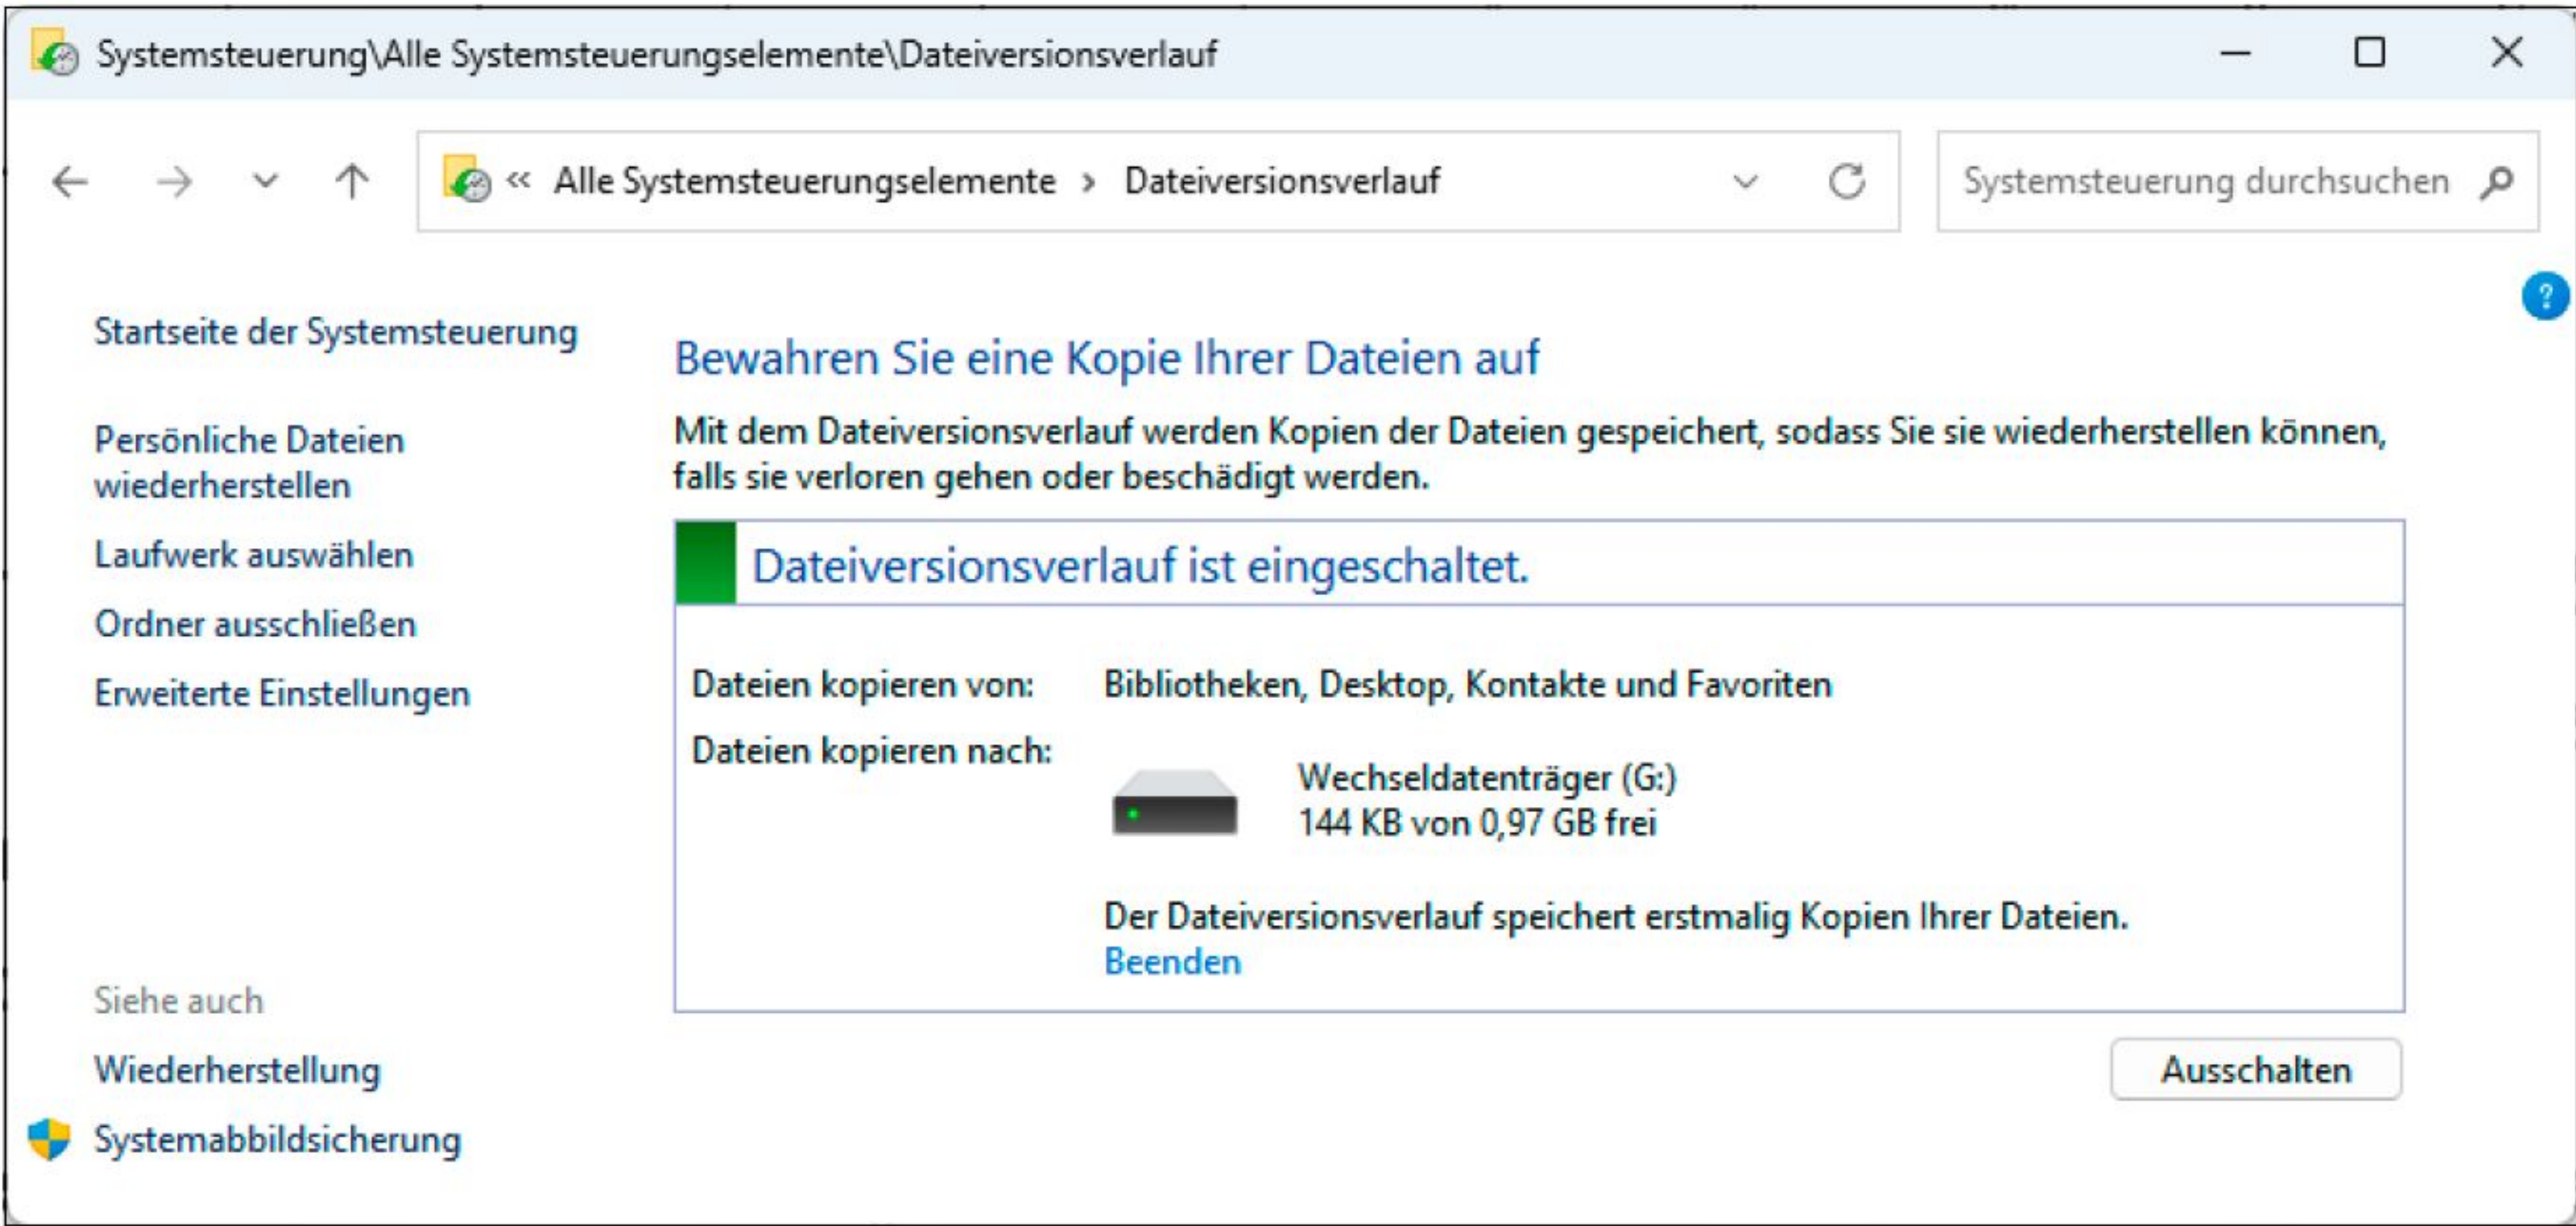 Systemsteuerung\Alle Systemsteuerungselemente\Dateiversionsverlauf
« Alle Systemsteuerungselemente › Dateiversionsverlauf
Systemsteuerung durchsuchen
?
Startseite der Systemsteuerung
Persönliche Dateien
wiederherstellen
Laufwerk auswählen
Ordner ausschließen
Erweiterte Einstellungen
Bewahren Sie eine Kopie Ihrer Dateien auf
Mit dem Dateiversionsverlauf werden Kopien der Dateien gespeichert, sodass Sie sie wiederherstellen können,
falls sie verloren gehen oder beschädigt werden.
Dateiversionsverlauf ist eingeschaltet.
Dateien kopieren von: Bibliotheken, Desktop, Kontakte und Favoriten
Dateien kopieren nach:
Wechseldatenträger (G:)
144 KB von 0,97 GB frei
Der Dateiversionsverlauf speichert erstmalig Kopien Ihrer Dateien.
Beenden
Ausschalten
Siehe auch
Wiederherstellung
Systemabbildsicherung